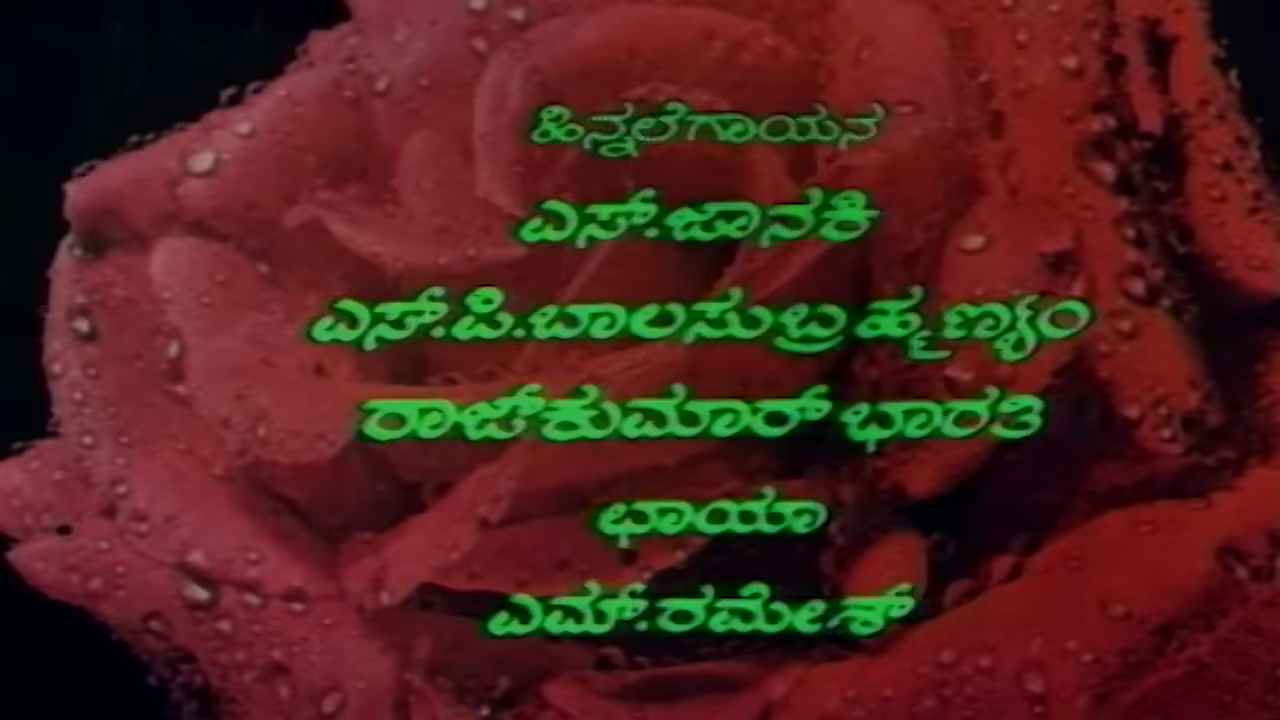 ಹಿನ್ನಲೆಗಾಯನ
ಎಸ್.ಜಾನಕಿ
ಎಸ್.ಪಿ.ಬಾಲಸುಬ್ರಹ್ಮಣ್ಯಂ
ರಾಜ್‌ಕುಮಾರ್ ಭಾರತಿ
ಛಾಯಾ
ಎಮ್.ರಮೇಶ್